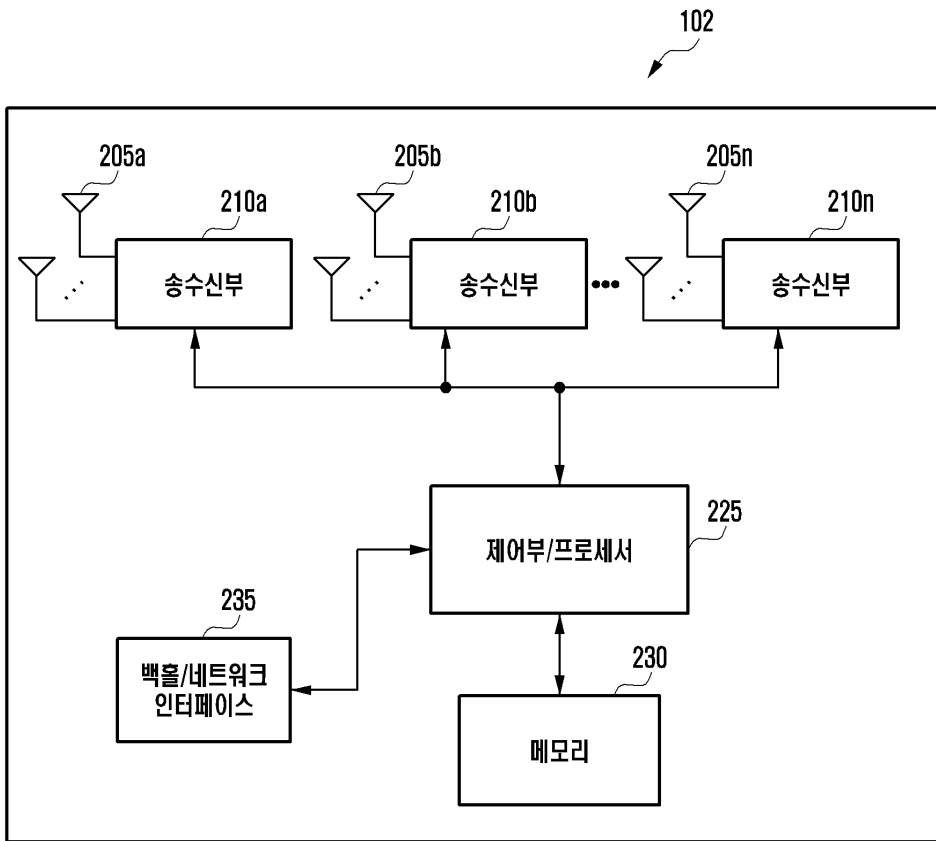 102
205a
205b
205n
210a
210b
210n
송수신부
송수신부
송수신부
225
제어부/프로세서
235
백홀/네트워크
인터페이스
230
메모리